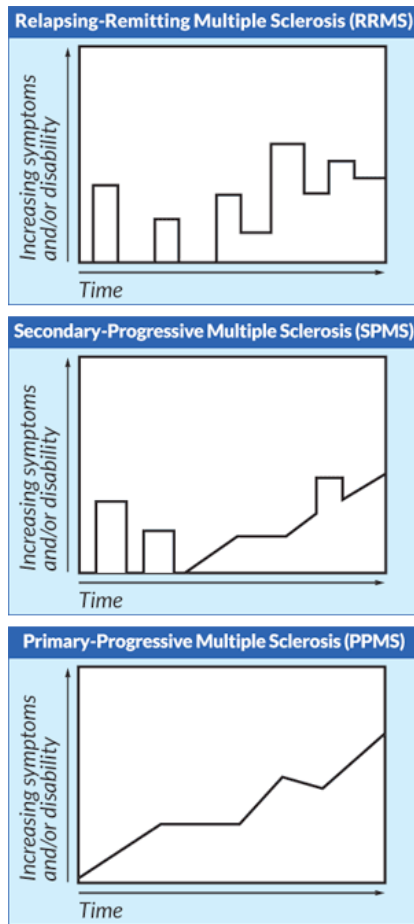 Relapsing-Remitting Multiple Sclerosis (RRMS)
Increasing symptoms
and/or disability
Time
Secondary-Progressive Multiple Sclerosis (SPMS)
Increasing symptoms
and/or disability
Time
Primary-Progressive Multiple Sclerosis (PPMS)
Increasing symptoms
and/or disability
Time